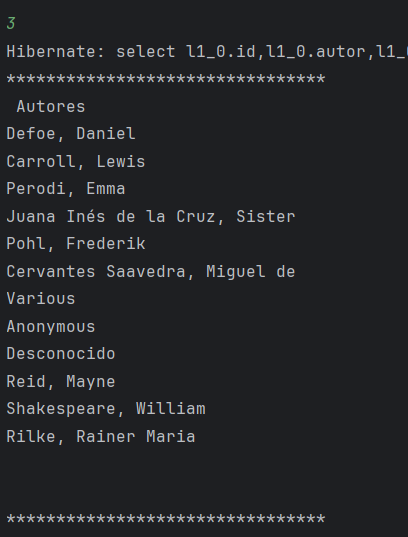 3
Hibernate: select l1_0.id,l1_0.autor,l1_
********************************
Autores
Defoe, Daniel
Carroll, Lewis
Perodi, Emma
Juana Inés de la Cruz, Sister
Pohl, Frederik
Cervantes Saavedra, Miguel de
Various
Anonymous
Desconocido
Reid, Mayne
Shakespeare, William
Rilke, Rainer Maria
********************************